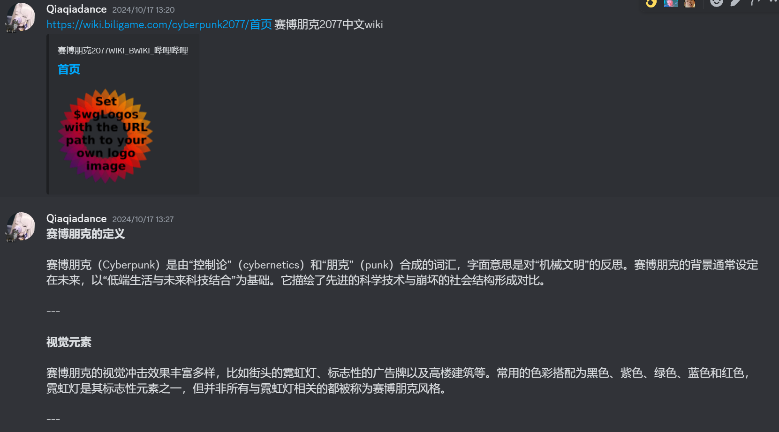 Qiaqiadance 2024/10/17 13:20
https://wiki.biligame.com/cyberpunk2077/首页 赛博朋克2077中文wiki
赛博朋克2077WIKI_BWIKI_哔哩哔哩
首页
Set
$wgLogos
with the URL
path to your
own logo
image
Qiaqiadance 2024/10/17 13:27
赛博朋克的定义
赛博朋克（Cyberpunk）是由“控制论”（cybernetics）和“朋克”（punk）合成的词汇，字面意思是对“机械文明”的反思。赛博朋克的背景通常设定
在未来，以“低端生活与未来科技结合”为基础。它描绘了先进的科学技术与崩坏的社会结构形成对比。
---
视觉元素
赛博朋克的视觉冲击效果丰富多样，比如街头的霓虹灯、标志性的广告牌以及高楼建筑等。常用的色彩搭配为黑色、紫色、绿色、蓝色和红色，
霓虹灯是其标志性元素之一，但并非所有与霓虹灯相关的都被称为赛博朋克风格。
---